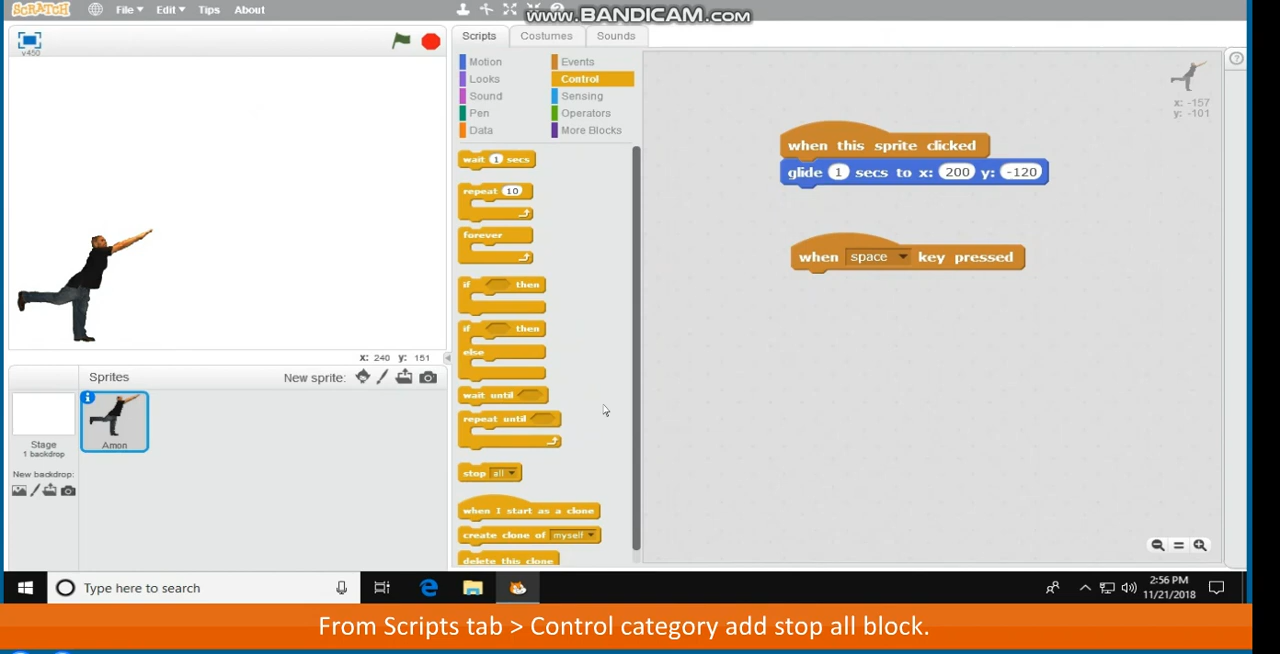 www.BANDICAM.com
SCRATCH File Edit Tips About
v450
Scripts Costumes Sounds
Motion Events
Looks Control
Sound Sensing
Pen Operators
Data More Blocks
wait 1 secs
repeat 10
forever
if then
if then
else
wait until
repeat until
stop all
when I start as a clone
create clone of myself
delete this clone
when this sprite clicked
glide 1 secs to x: 200 y: -120
when space key pressed
x: -157
y: -101
x: 240 y: 151
Sprites New sprite:
Amon
Stage
1 backdrop
New backdrop:
Type here to search
2:56 PM
11/21/2018
From Scripts tab > Control category add stop all block.